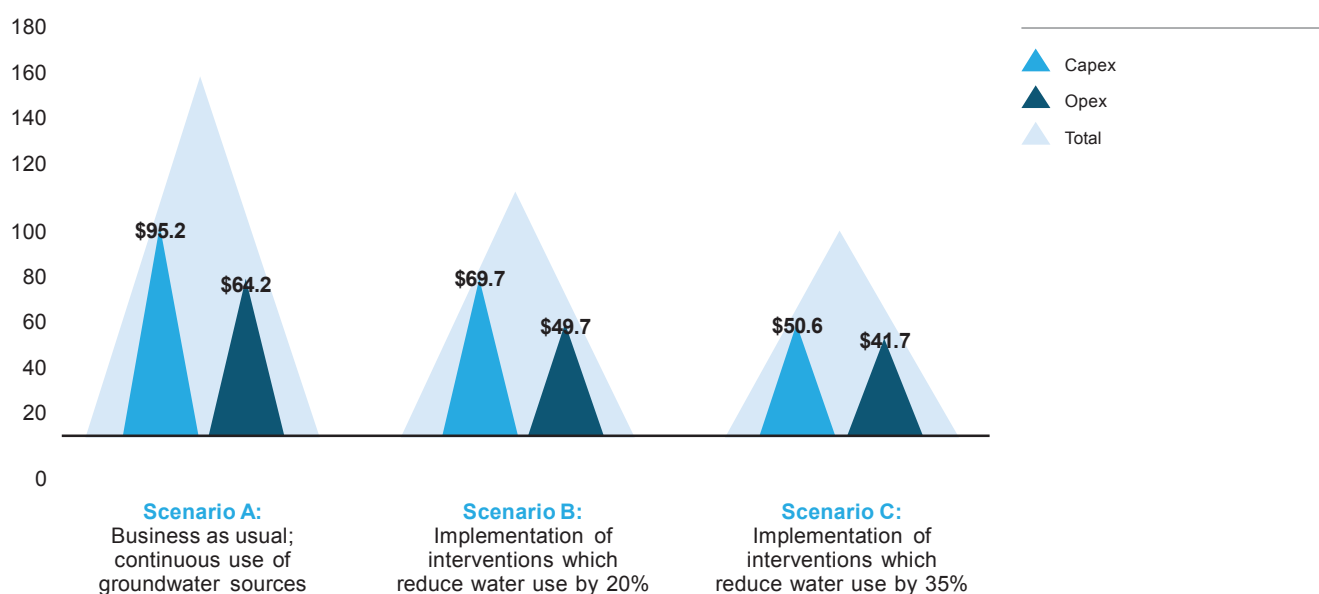 180
160
140
120
100
80
60
40
20
0
Capex
Opex
Total
$95.2
$64.2
$69.7
$49.7
$50.6
$41.7
Scenario A:
Business as usual;
continuous use of
groundwater sources
Scenario B:
Implementation of
interventions which
reduce water use by 20%
Scenario C:
Implementation of
interventions which
reduce water use by 35%